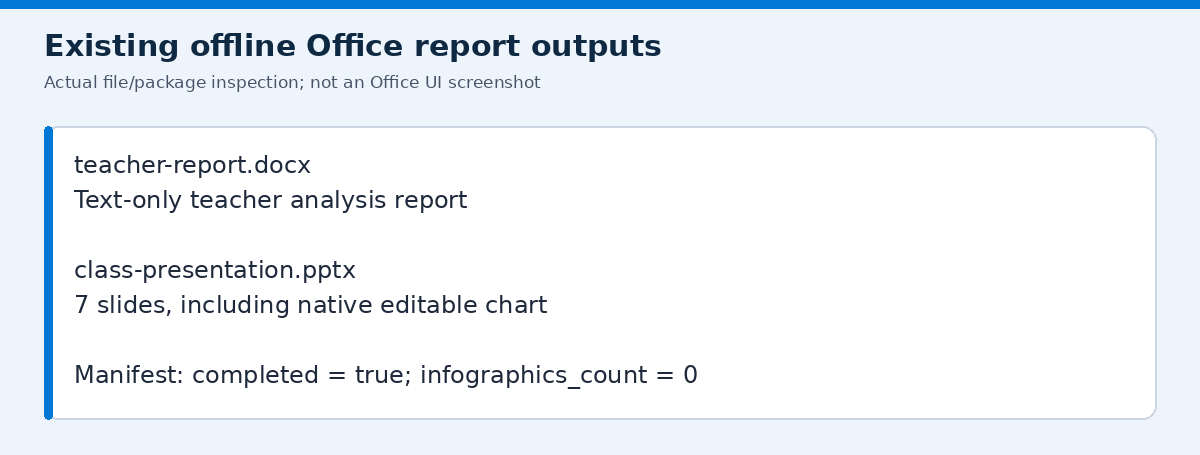 Existing offline Office report outputs
Actual file/package inspection; not an Office UI screenshot
teacher-report.docx
Text-only teacher analysis report
class-presentation.pptx
7 slides, including native editable chart
Manifest: completed = true; infographics_count = 0